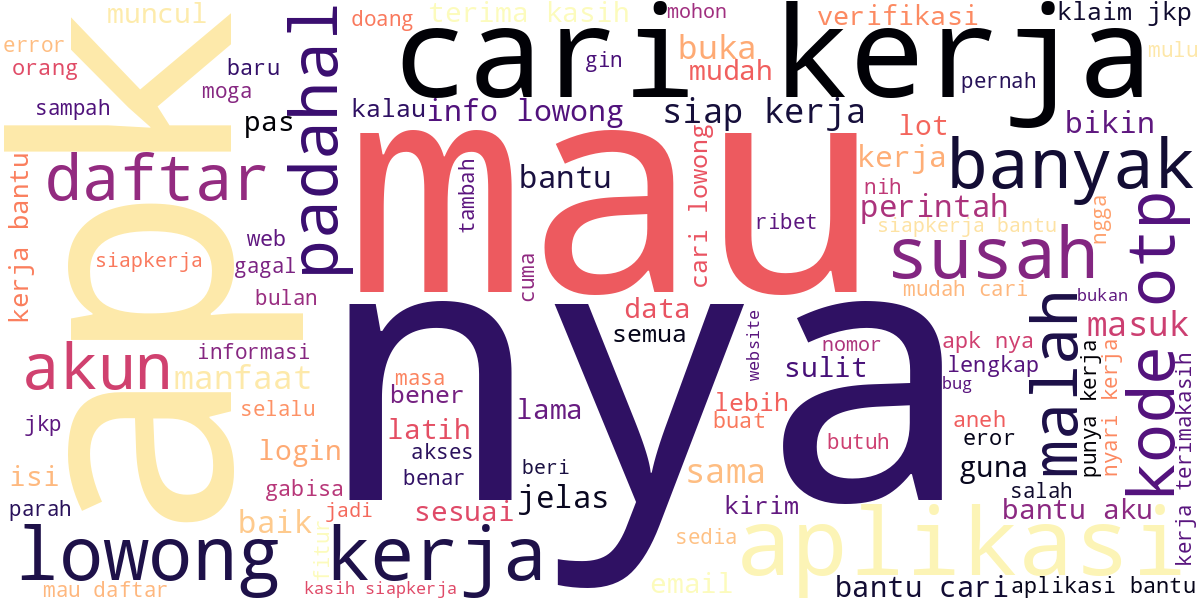 muncul
doang
terima kasih
mohon
cari kerja
verifikasi
klaim jkp
error
orang
baru
moga
sampah
apk
padahal
buka
mudah
gin
pernah
mulu
kalau
info lowong
siap kerja
pas
lot
bikin
daftar
mau
nya
tambah
bantu
cari lowong
ribet
kerja
banyak
nih
perintah
siapkerja bantu
ngga
kerja bantu
web
siapkerja
gagal
bulan
cuma
susah
mudah cari
malah
bukan
kode otp
data
semua
website
nomor
masuk
akun
informasi
manfaat
masa
bener
sulit
apk nya
lengkap
bug
punya kerja
nyari kerja
kerja terimakasih
selalu
jkp
latih
lama
lebih
buat
aneh
butuh
eror
login
akses
benar
beri
sama
guna
isi
gabisa
jelas
salah
parah
jadi
sesuai
kirim
bantu aku
baik
lowong kerja
fitur
sedia
aplikasi
mau daftar
kasih siapkerja
email
bantu cari
aplikasi bantu